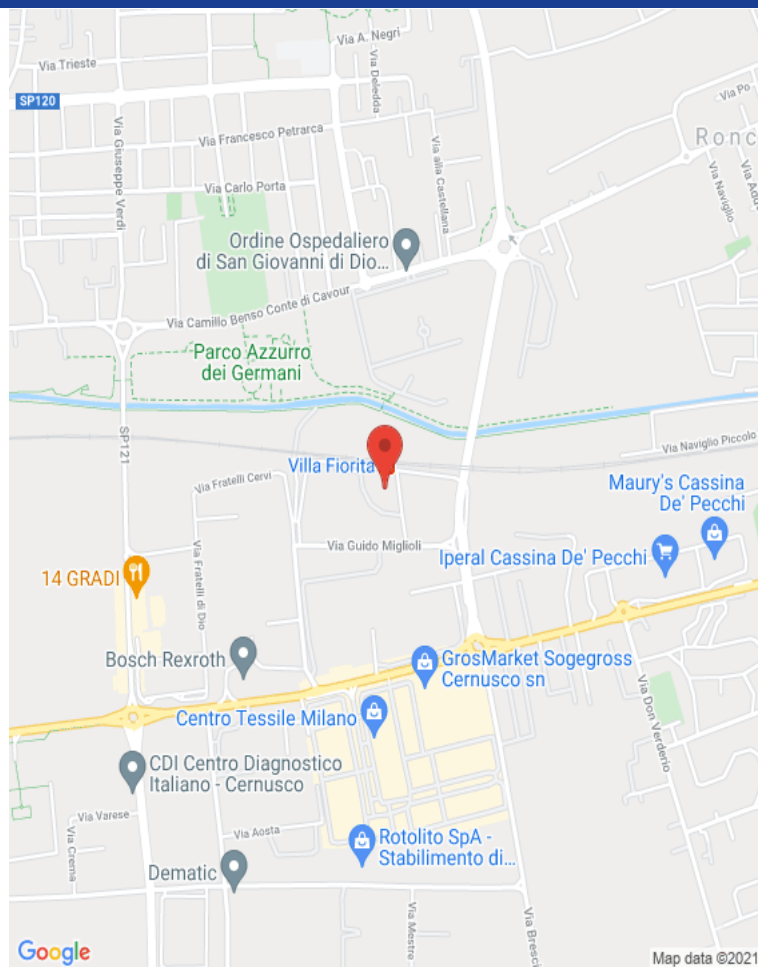 Via A. Negri
Via Trieste
Via Deledda
SP120
Via Po
Via Giuseppe Verdi
Via Francesco Petrarca
Via alla Castellana
Ronc
Via Naviglio
Via Add
Via Carlo Porta
Ordine Ospedaliero
di San Giovanni di Dio...
Via Camillo Benso Conte di Cavour
Parco Azzurro
dei Germani
SP121
Via Naviglio Piccolo
Villa Fiorita
Via Fratelli Cervi
Maury's Cassina
De' Pecchi
Via Guido Miglioli
Iperal Cassina De' Pecchi
Via Fratelli di Dio
14 GRADI
Bosch Rexroth
GrosMarket Sogegross
Cernusco sn
Via Don Verderio
Centro Tessile Milano
CDI Centro Diagnostico
Italiano - Cernusco
Via Varese
Via Crema
Via Aosta
Rotolito SpA -
Stabilimento di...
Dematic
Via Mestre
Via Bresci
Google
Map data ©2021